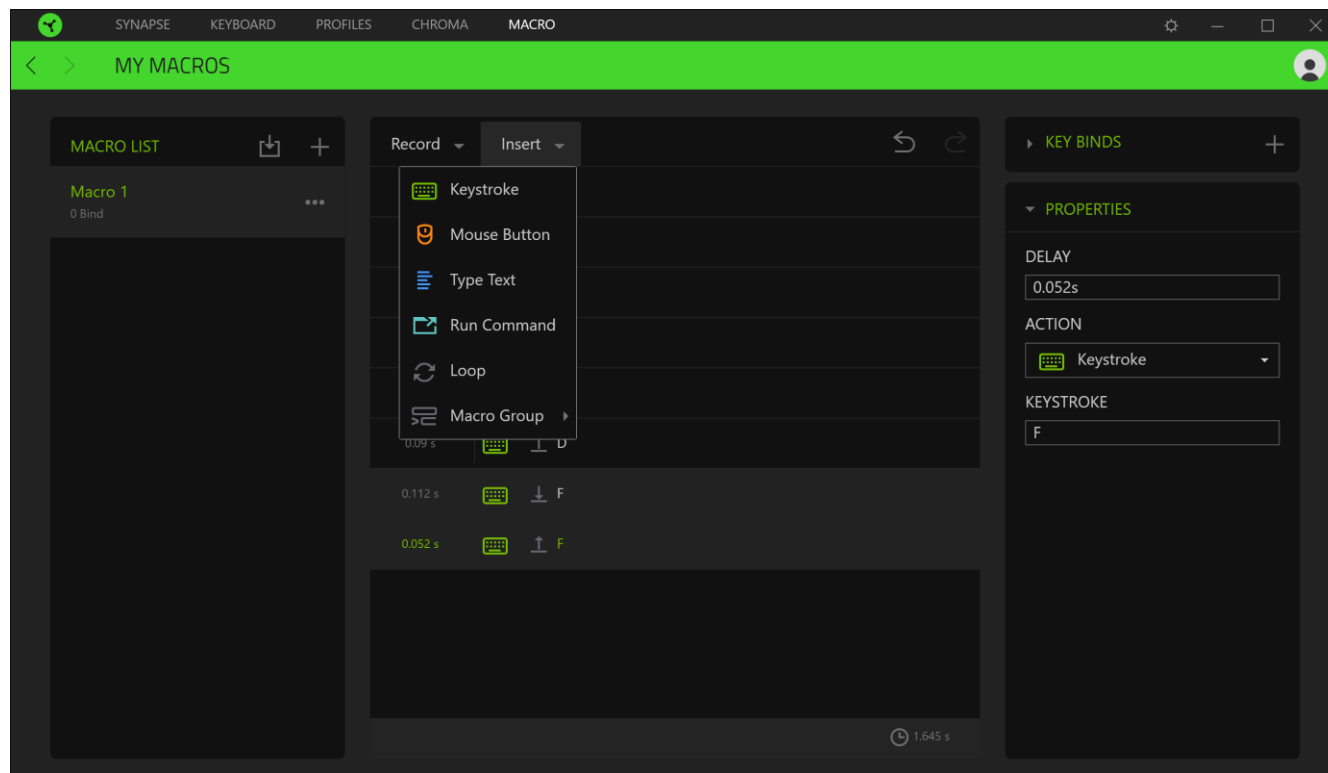 SYNAPSE KEYBOARD PROFILES CHROMA MACRO
MY MACROS
MACRO LIST
Macro 1
0 Bind
Record Insert
Keystroke
Mouse Button
Type Text
Run Command
Loop
Macro Group
0.09 s D
0.112 s F
0.052 s F
1.645 s
KEY BINDS
PROPERTIES
DELAY
0.052s
ACTION
Keystroke
KEYSTROKE
F